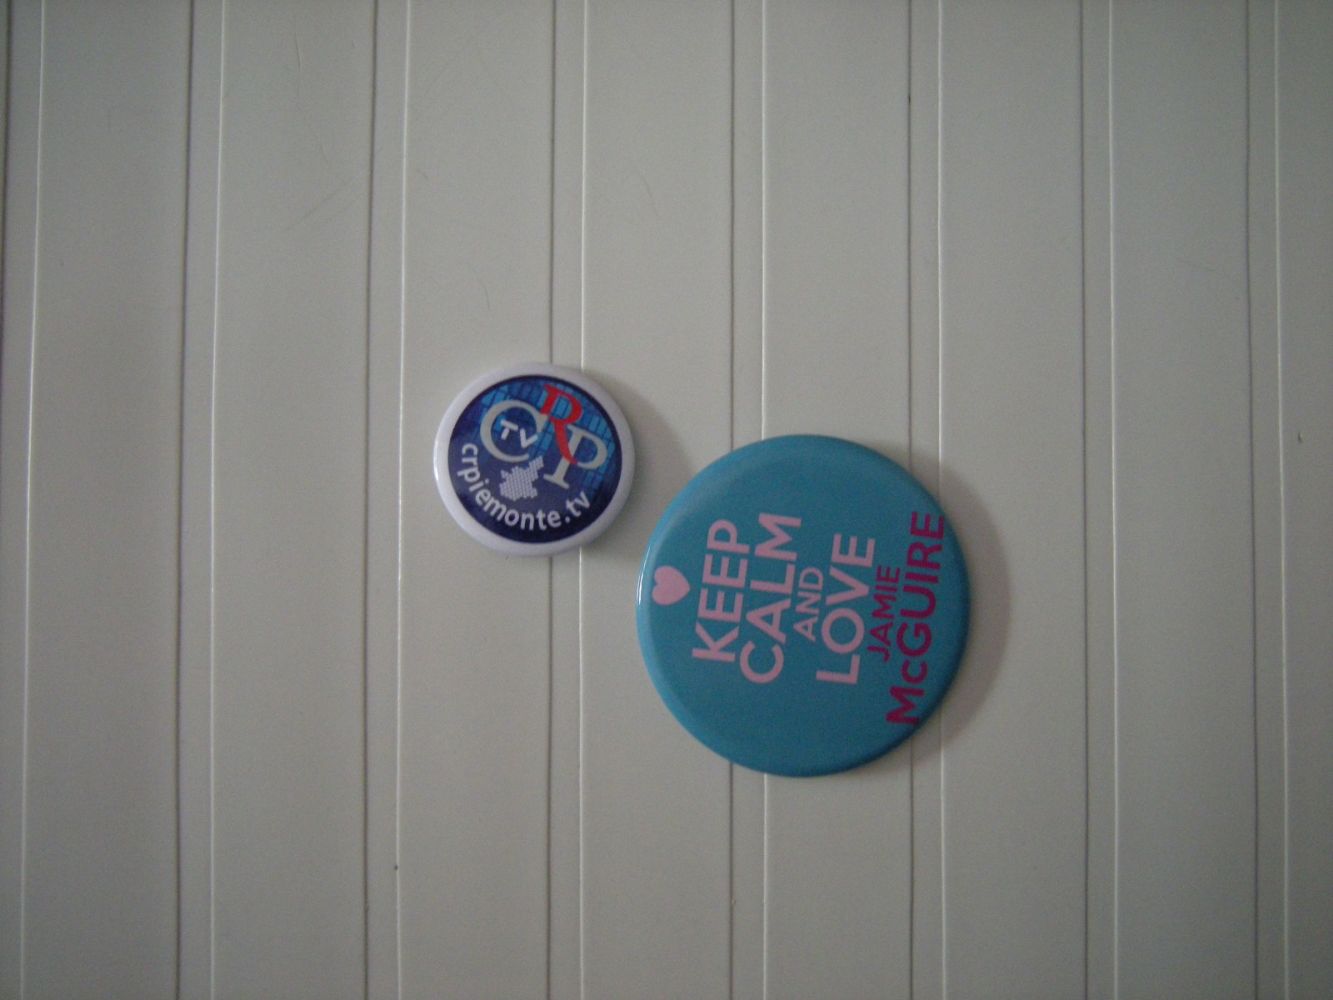 CRP
TV
crpiemonte.tv
KEEP
CALM
AND
LOVE
JAMIE
McGUIRE